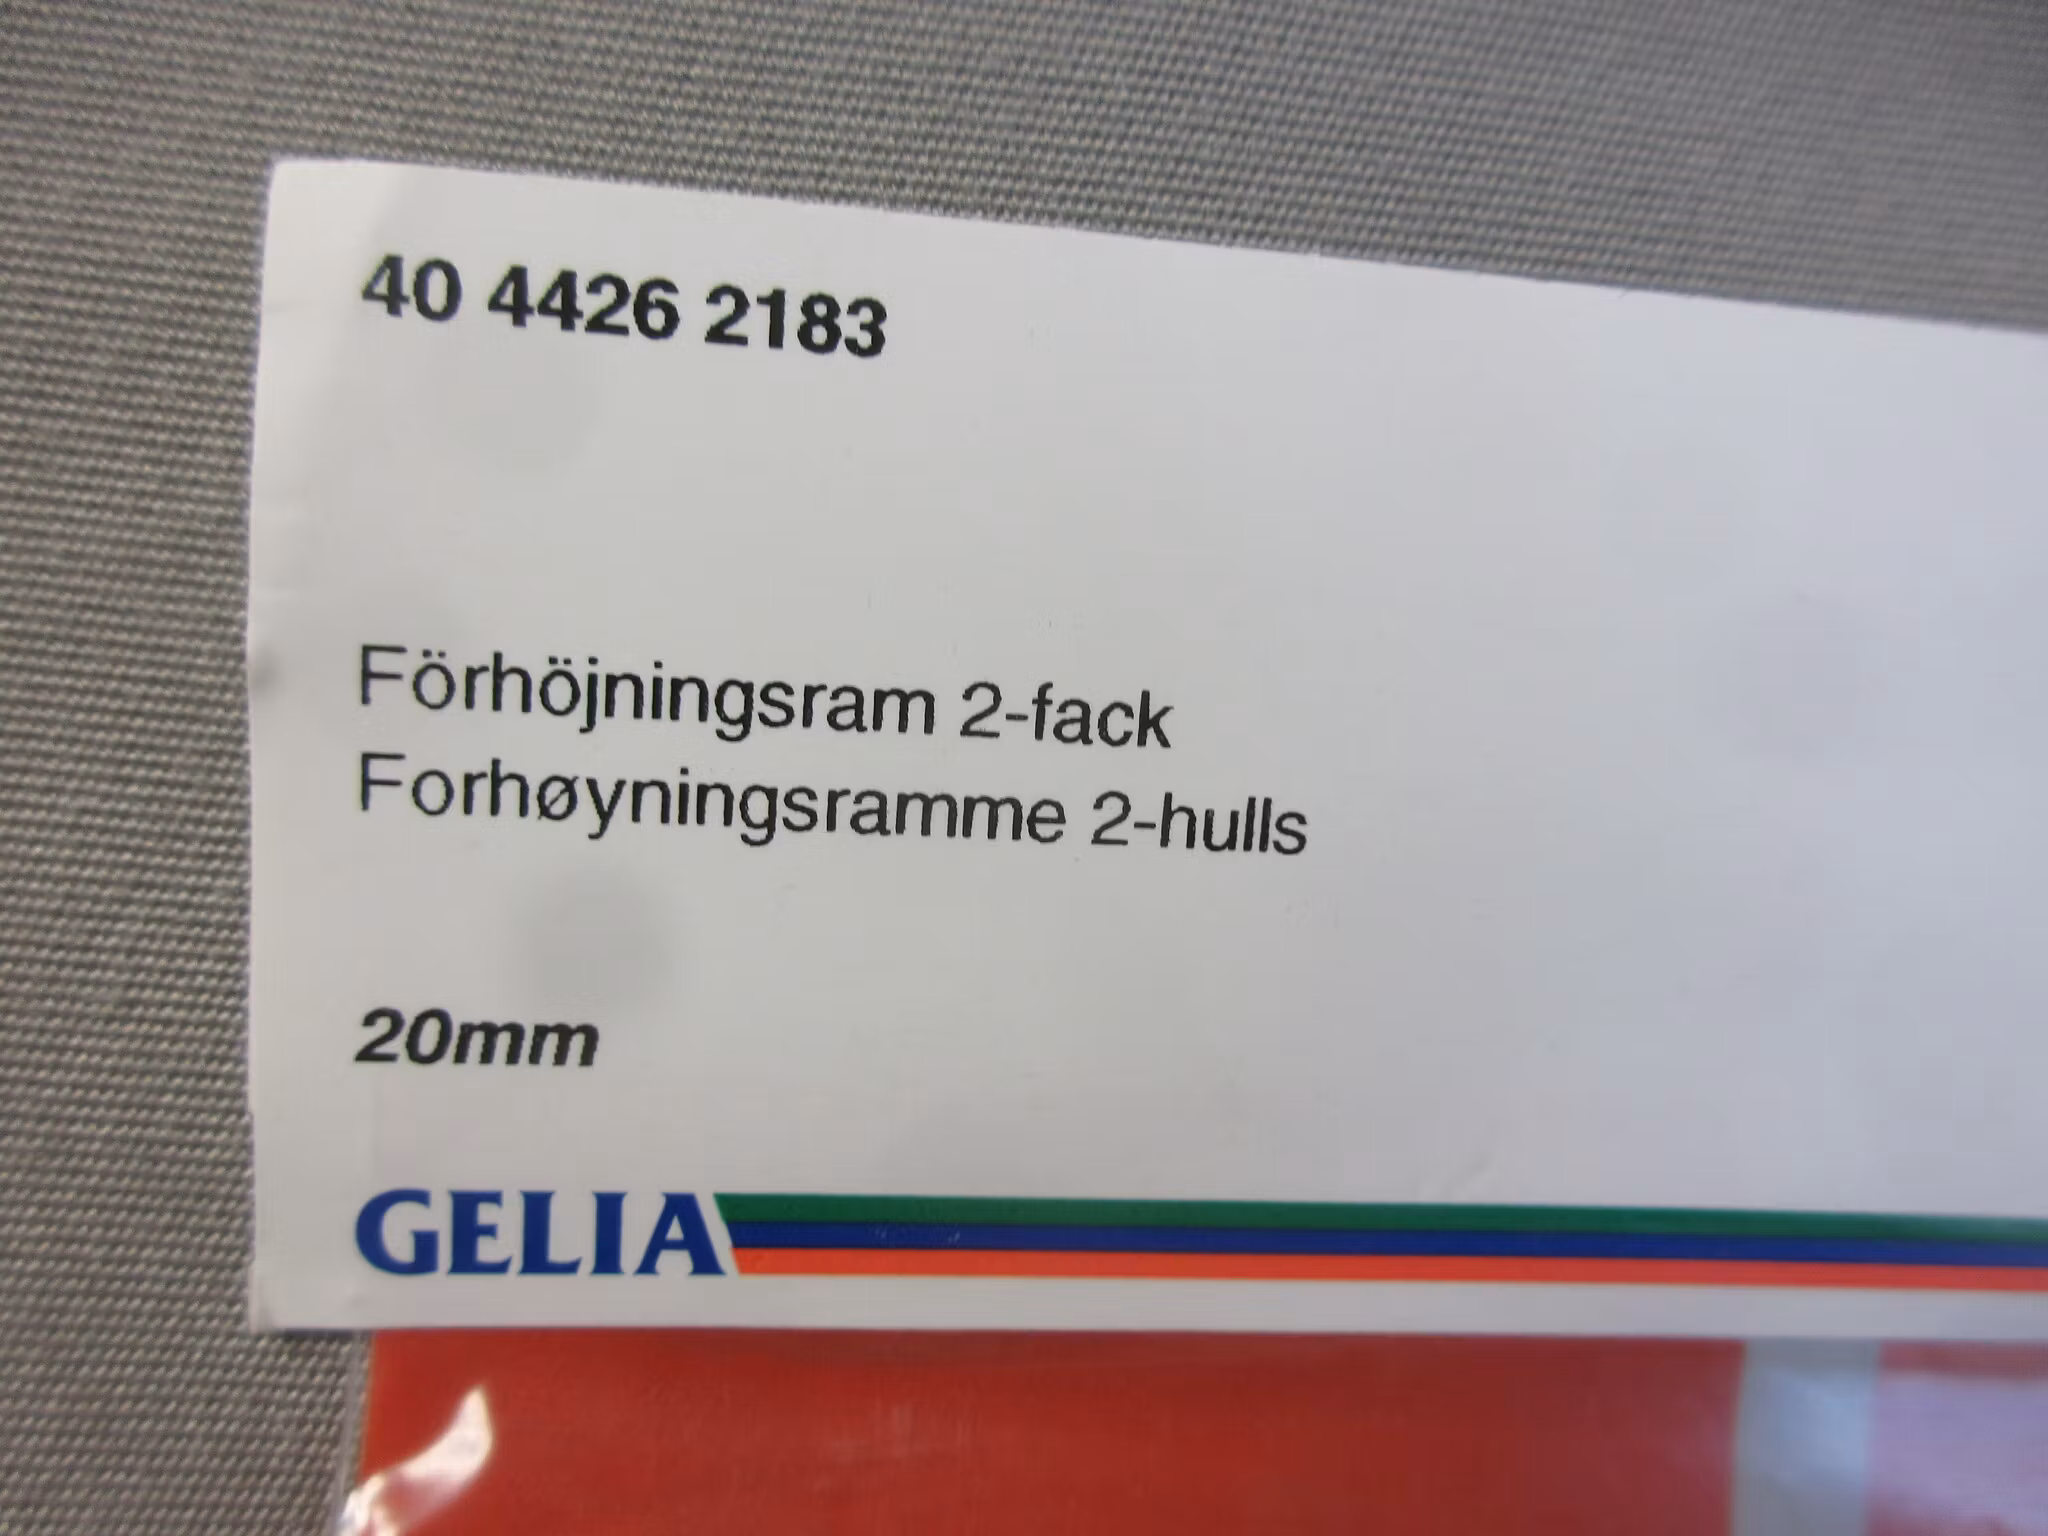 40 4426 2183
Förhöjningsram 2-fack
Forhøyningsramme 2-hulls
20mm
GELIA